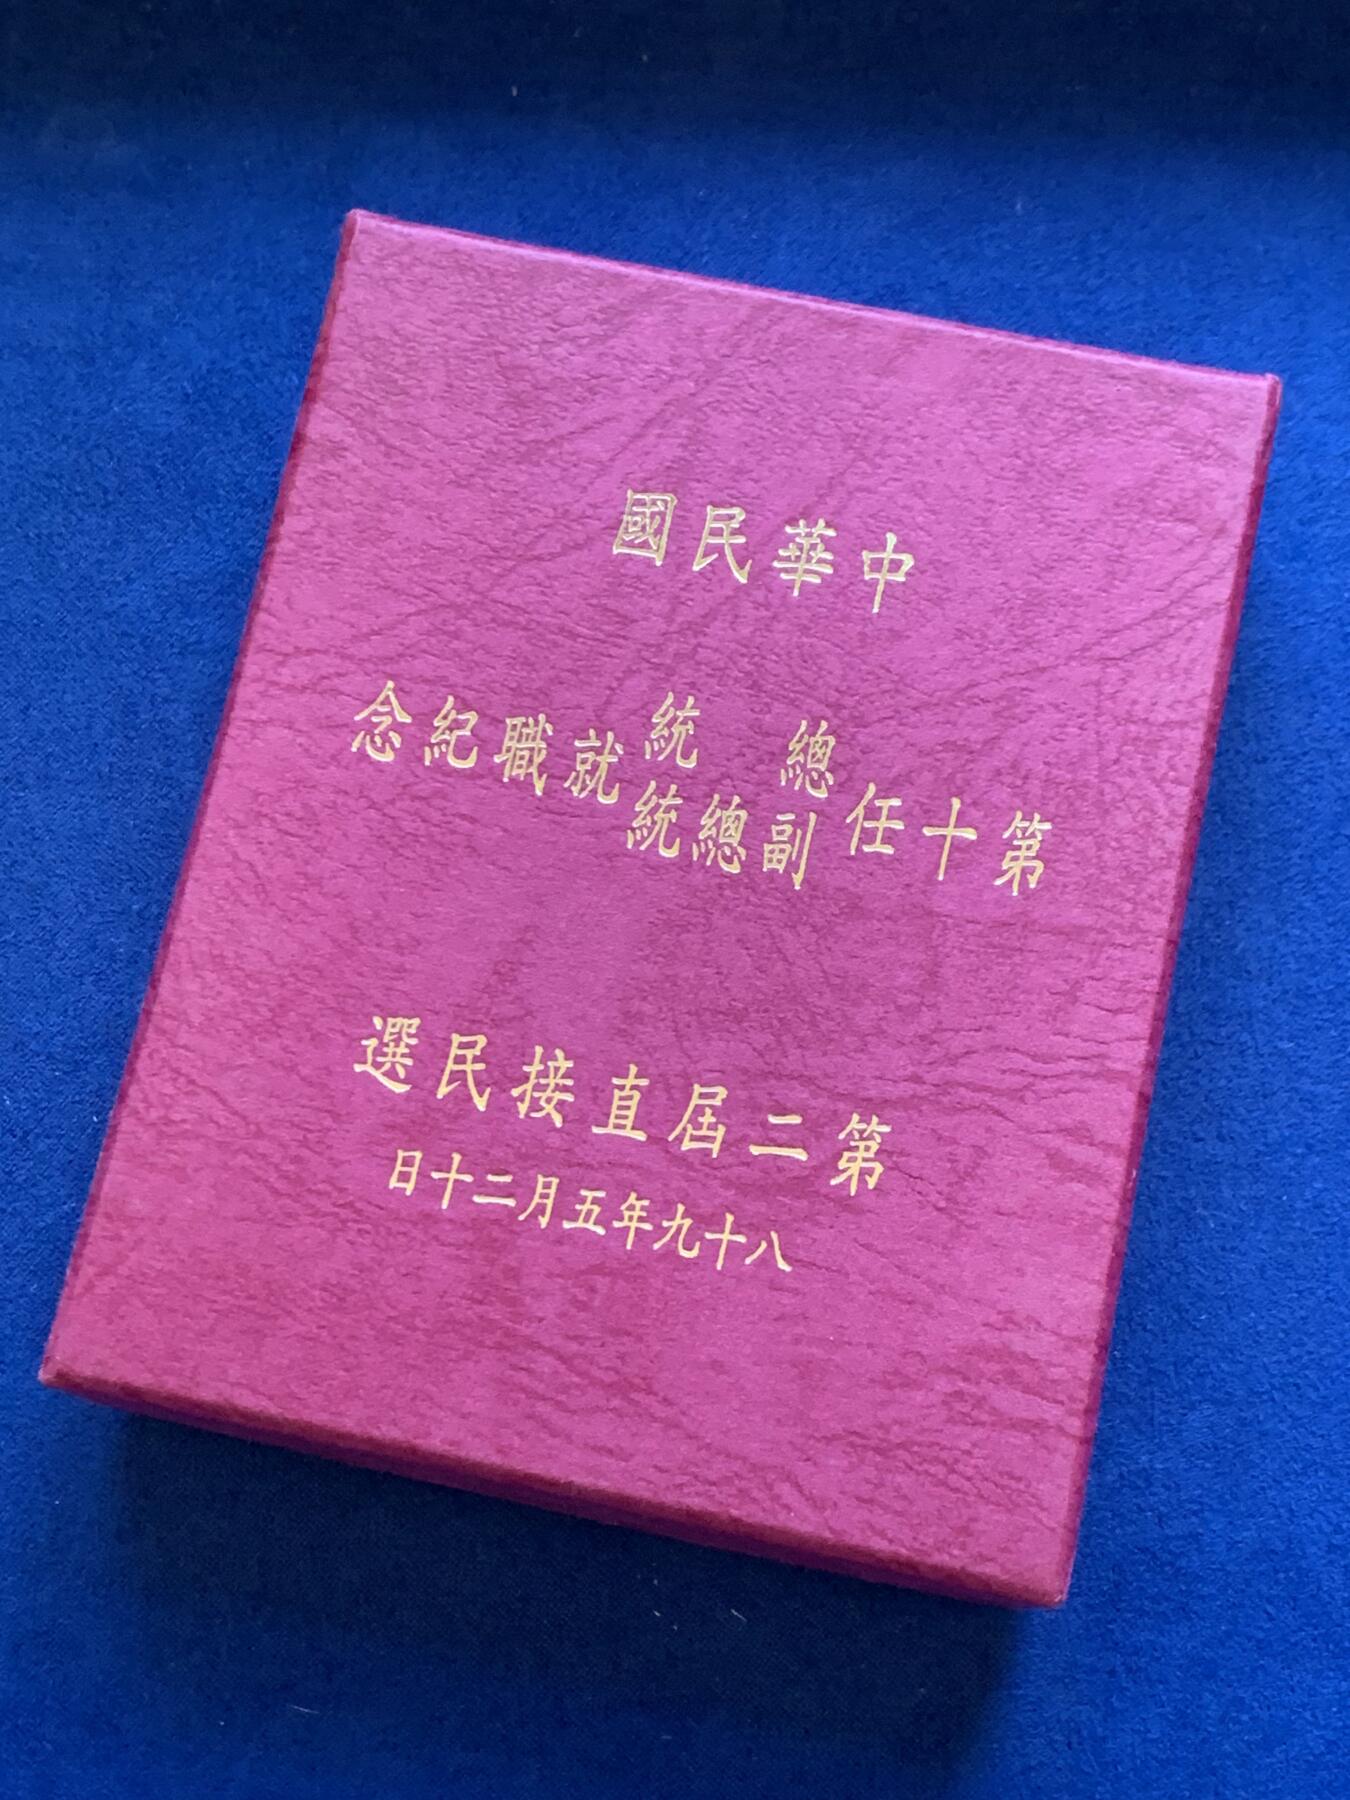 中華民國
第十任總統副總統就職紀念
第二屆直接民選
八十九年五月二十日